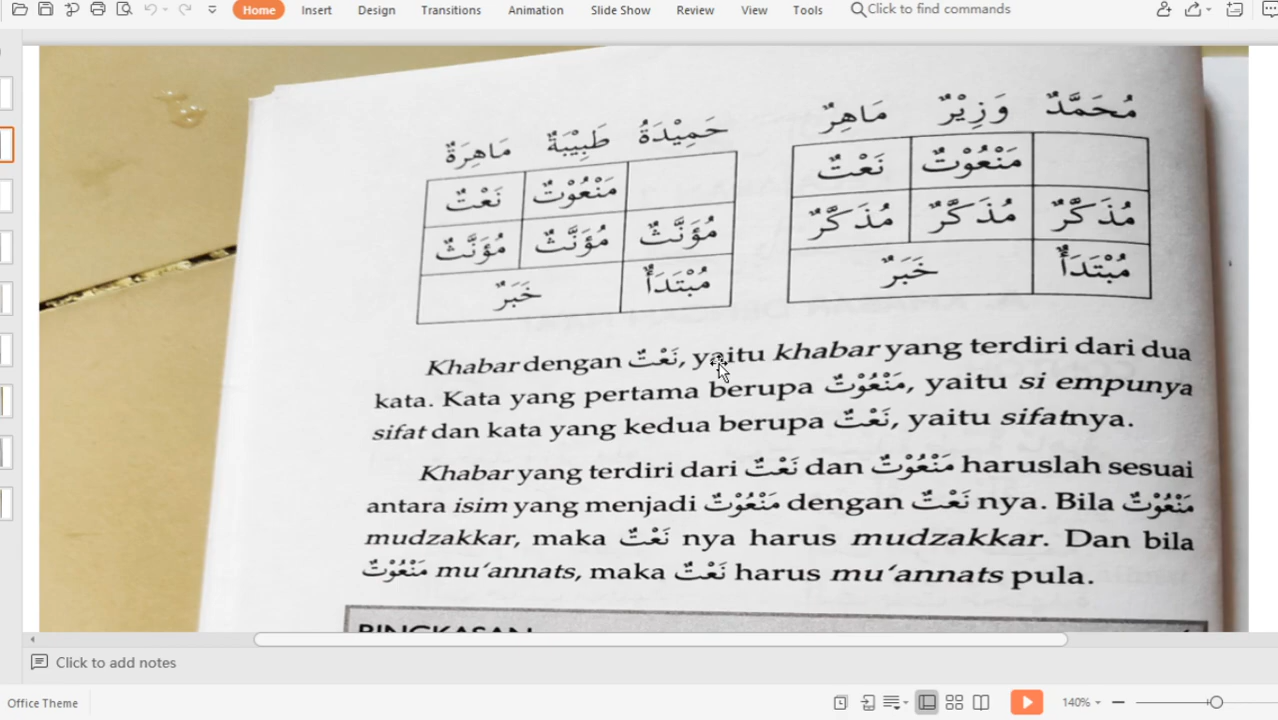 Home Insert Design Transitions Animation Slide Show Review View Tools Click to find commands
مُحَمَّدٌ وَزِيْرٌ مَاهِرٌ
مَنْعُوْتٌ نَعْتٌ
مُذَكَّرٌ مُذَكَّرٌ مُذَكَّرٌ
مُبْتَدَأٌ خَبَرٌ
حَمِيْدَةُ طَبِيْبَةٌ مَاهِرَةٌ
مَنْعُوْتٌ نَعْتٌ
مُؤَنَّثٌ مُؤَنَّثٌ مُؤَنَّثٌ
مُبْتَدَأٌ خَبَرٌ
Khabar dengan نَعْتٌ, yaitu khabar yang terdiri dari dua
kata. Kata yang pertama berupa مَنْعُوْتٌ, yaitu si empunya
sifat dan kata yang kedua berupa نَعْتٌ, yaitu sifatnya.
Khabar yang terdiri dari نَعْتٌ dan مَنْعُوْتٌ haruslah sesuai
antara isim yang menjadi مَنْعُوْتٌ dengan نَعْتٌ nya. Bila مَنْعُوْتٌ
mudzakkar, maka نَعْتٌ nya harus mudzakkar. Dan bila
مَنْعُوْتٌ mu‘annats, maka نَعْتٌ harus mu‘annats pula.
RINGKASAN
Click to add notes
Office Theme 140%